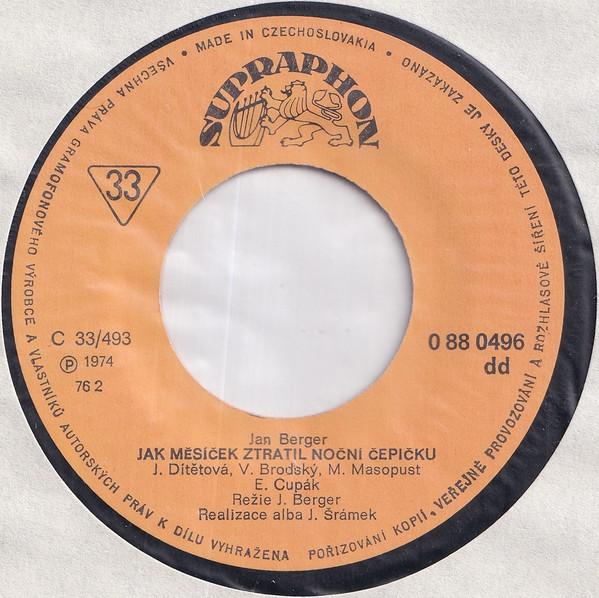 • MADE IN CZECHOSLOVAKIA •
VŠECHNA PRÁVA GRAMOFONOVÉHO VÝROBCE A VLASTNÍKŮ AUTORSKÝCH PRÁV K DÍLU VYHRAŽENA POŘIZOVÁNÍ KOPIÍ, VEŘEJNÉ PROVOZOVÁNÍ A ROZHLASOVÉ ŠÍŘENÍ TÉTO DESKY JE ZAKÁZÁNO
SUPRAPHON
33
C 33/493
Ⓟ 1974
76 2
0 88 0496
dd
Jan Berger
JAK MĚSÍČEK ZTRATIL NOČNÍ ČEPIČKU
J. Dítětová, V. Brodský, M. Masopust
E. Cupák
Režie J. Berger
Realizace alba J. Šrámek